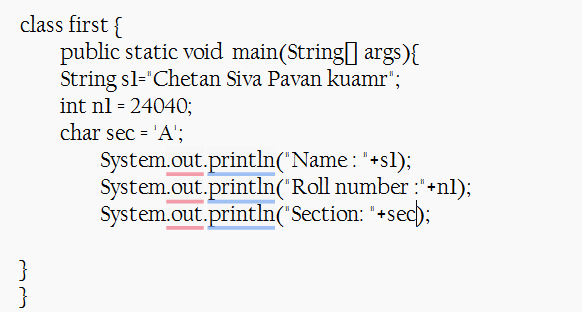 class first {
public static void main(String[] args){
String s1="Chetan Siva Pavan kuamr";
int n1 = 24040;
char sec = 'A';
System.out.println("Name : "+s1);
System.out.println("Roll number :"+n1);
System.out.println("Section: "+sec);
}
}